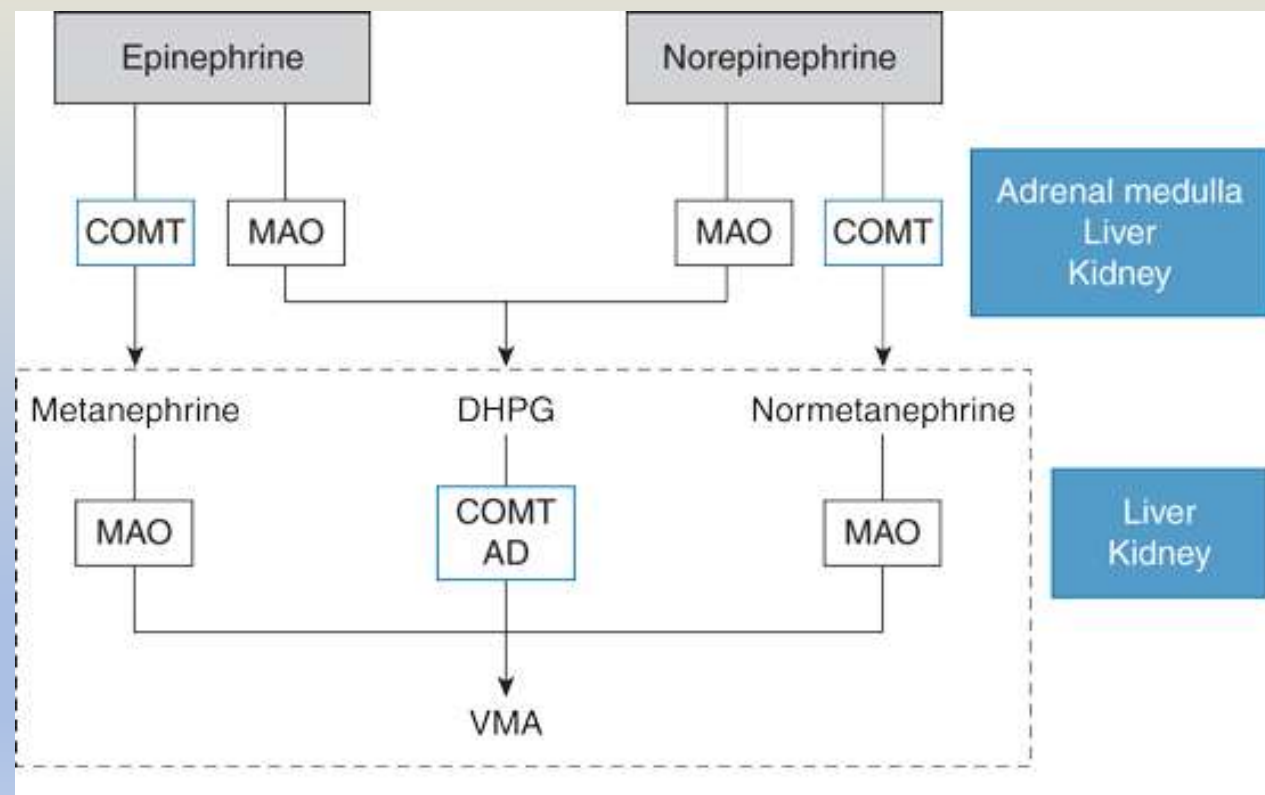 Epinephrine
Norepinephrine
COMT
MAO
MAO
COMT
Adrenal medulla
Liver
Kidney
Metanephrine
DHPG
Normetanephrine
MAO
COMT
AD
MAO
Liver
Kidney
VMA